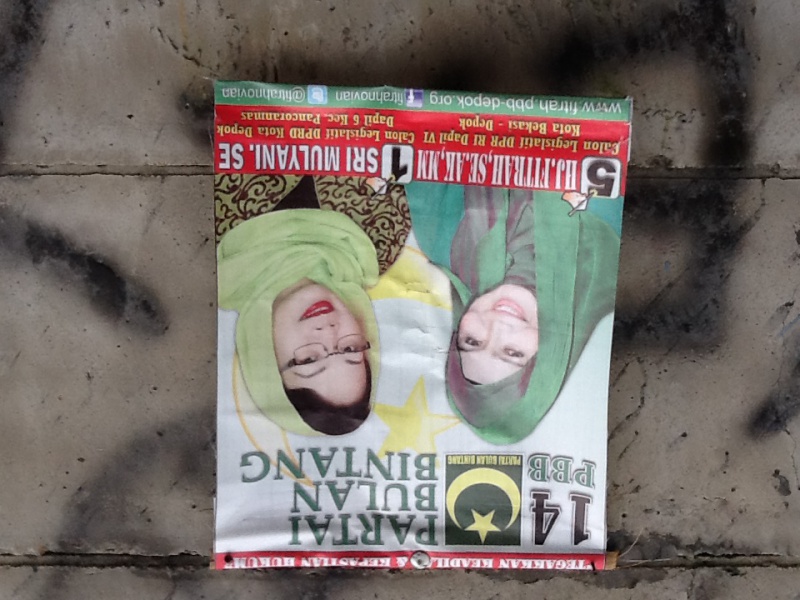 "TEGAKKAN & KEPASTIAN HUKUM"
14
PBB
PARTAI BULAN BINTANG
PARTAI
BULAN
BINTANG
5 HJ.FITRAH,SE.AK,MM
Calon Legislatif DPR RI Dapil VI
Kota Bekasi - Depok
1 SRI MULYANI. SE
Calon Legislatif DPRD Kota Depok
Dapil 6 Kec. Pancoranmas
www.fitrah.pbb-depok.org fitrahnovian @fitrahnovian